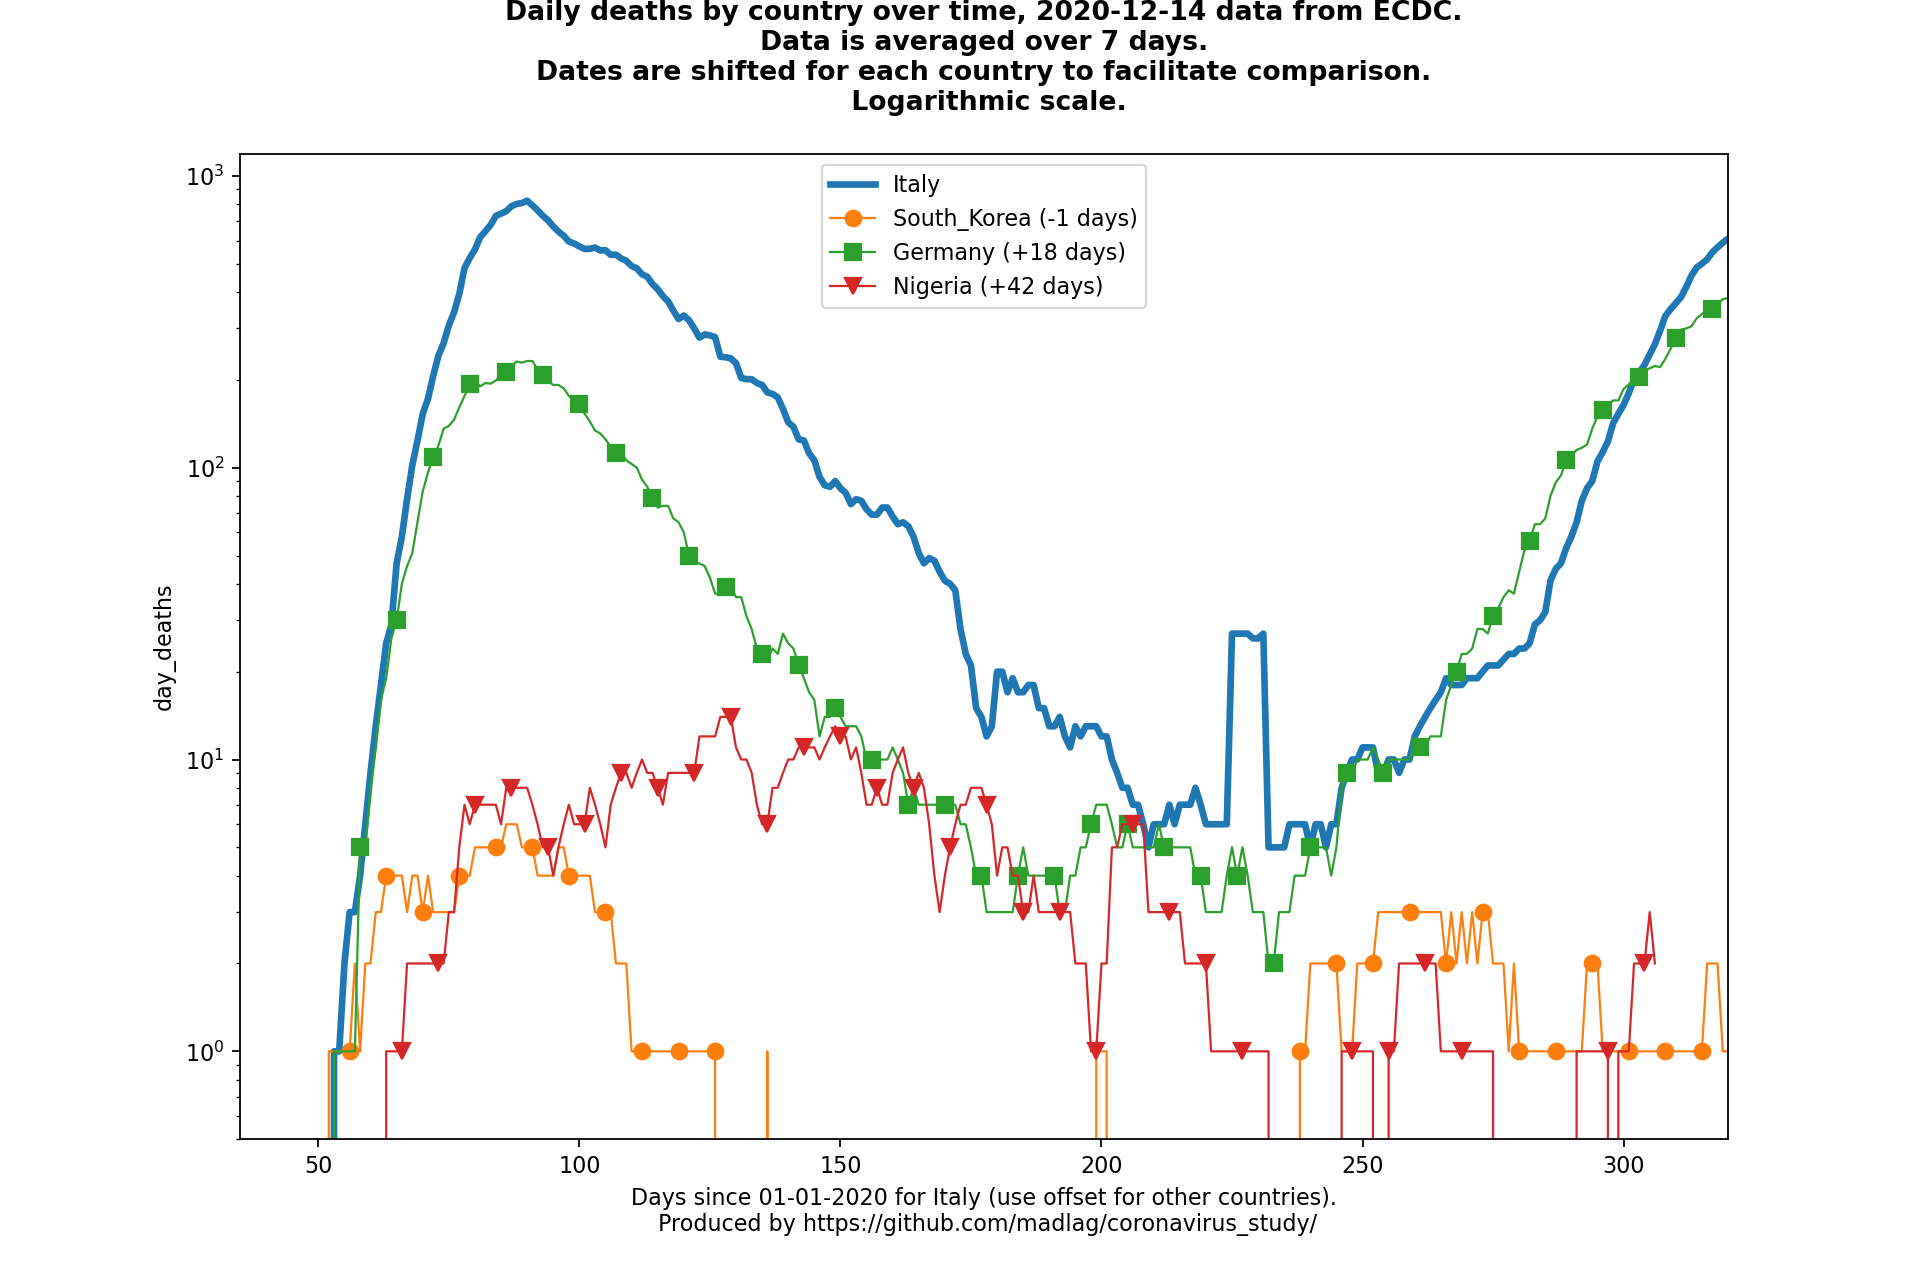 Daily deaths by country over time, 2020-12-14 data from ECDC.
Data is averaged over 7 days.
Dates are shifted for each country to facilitate comparison.
Logarithmic scale.
10³
10²
10¹
10⁰
day_deaths
Italy
South_Korea (-1 days)
Germany (+18 days)
Nigeria (+42 days)
50 100 150 200 250 300
Days since 01-01-2020 for Italy (use offset for other countries).
Produced by https://github.com/madlag/coronavirus_study/